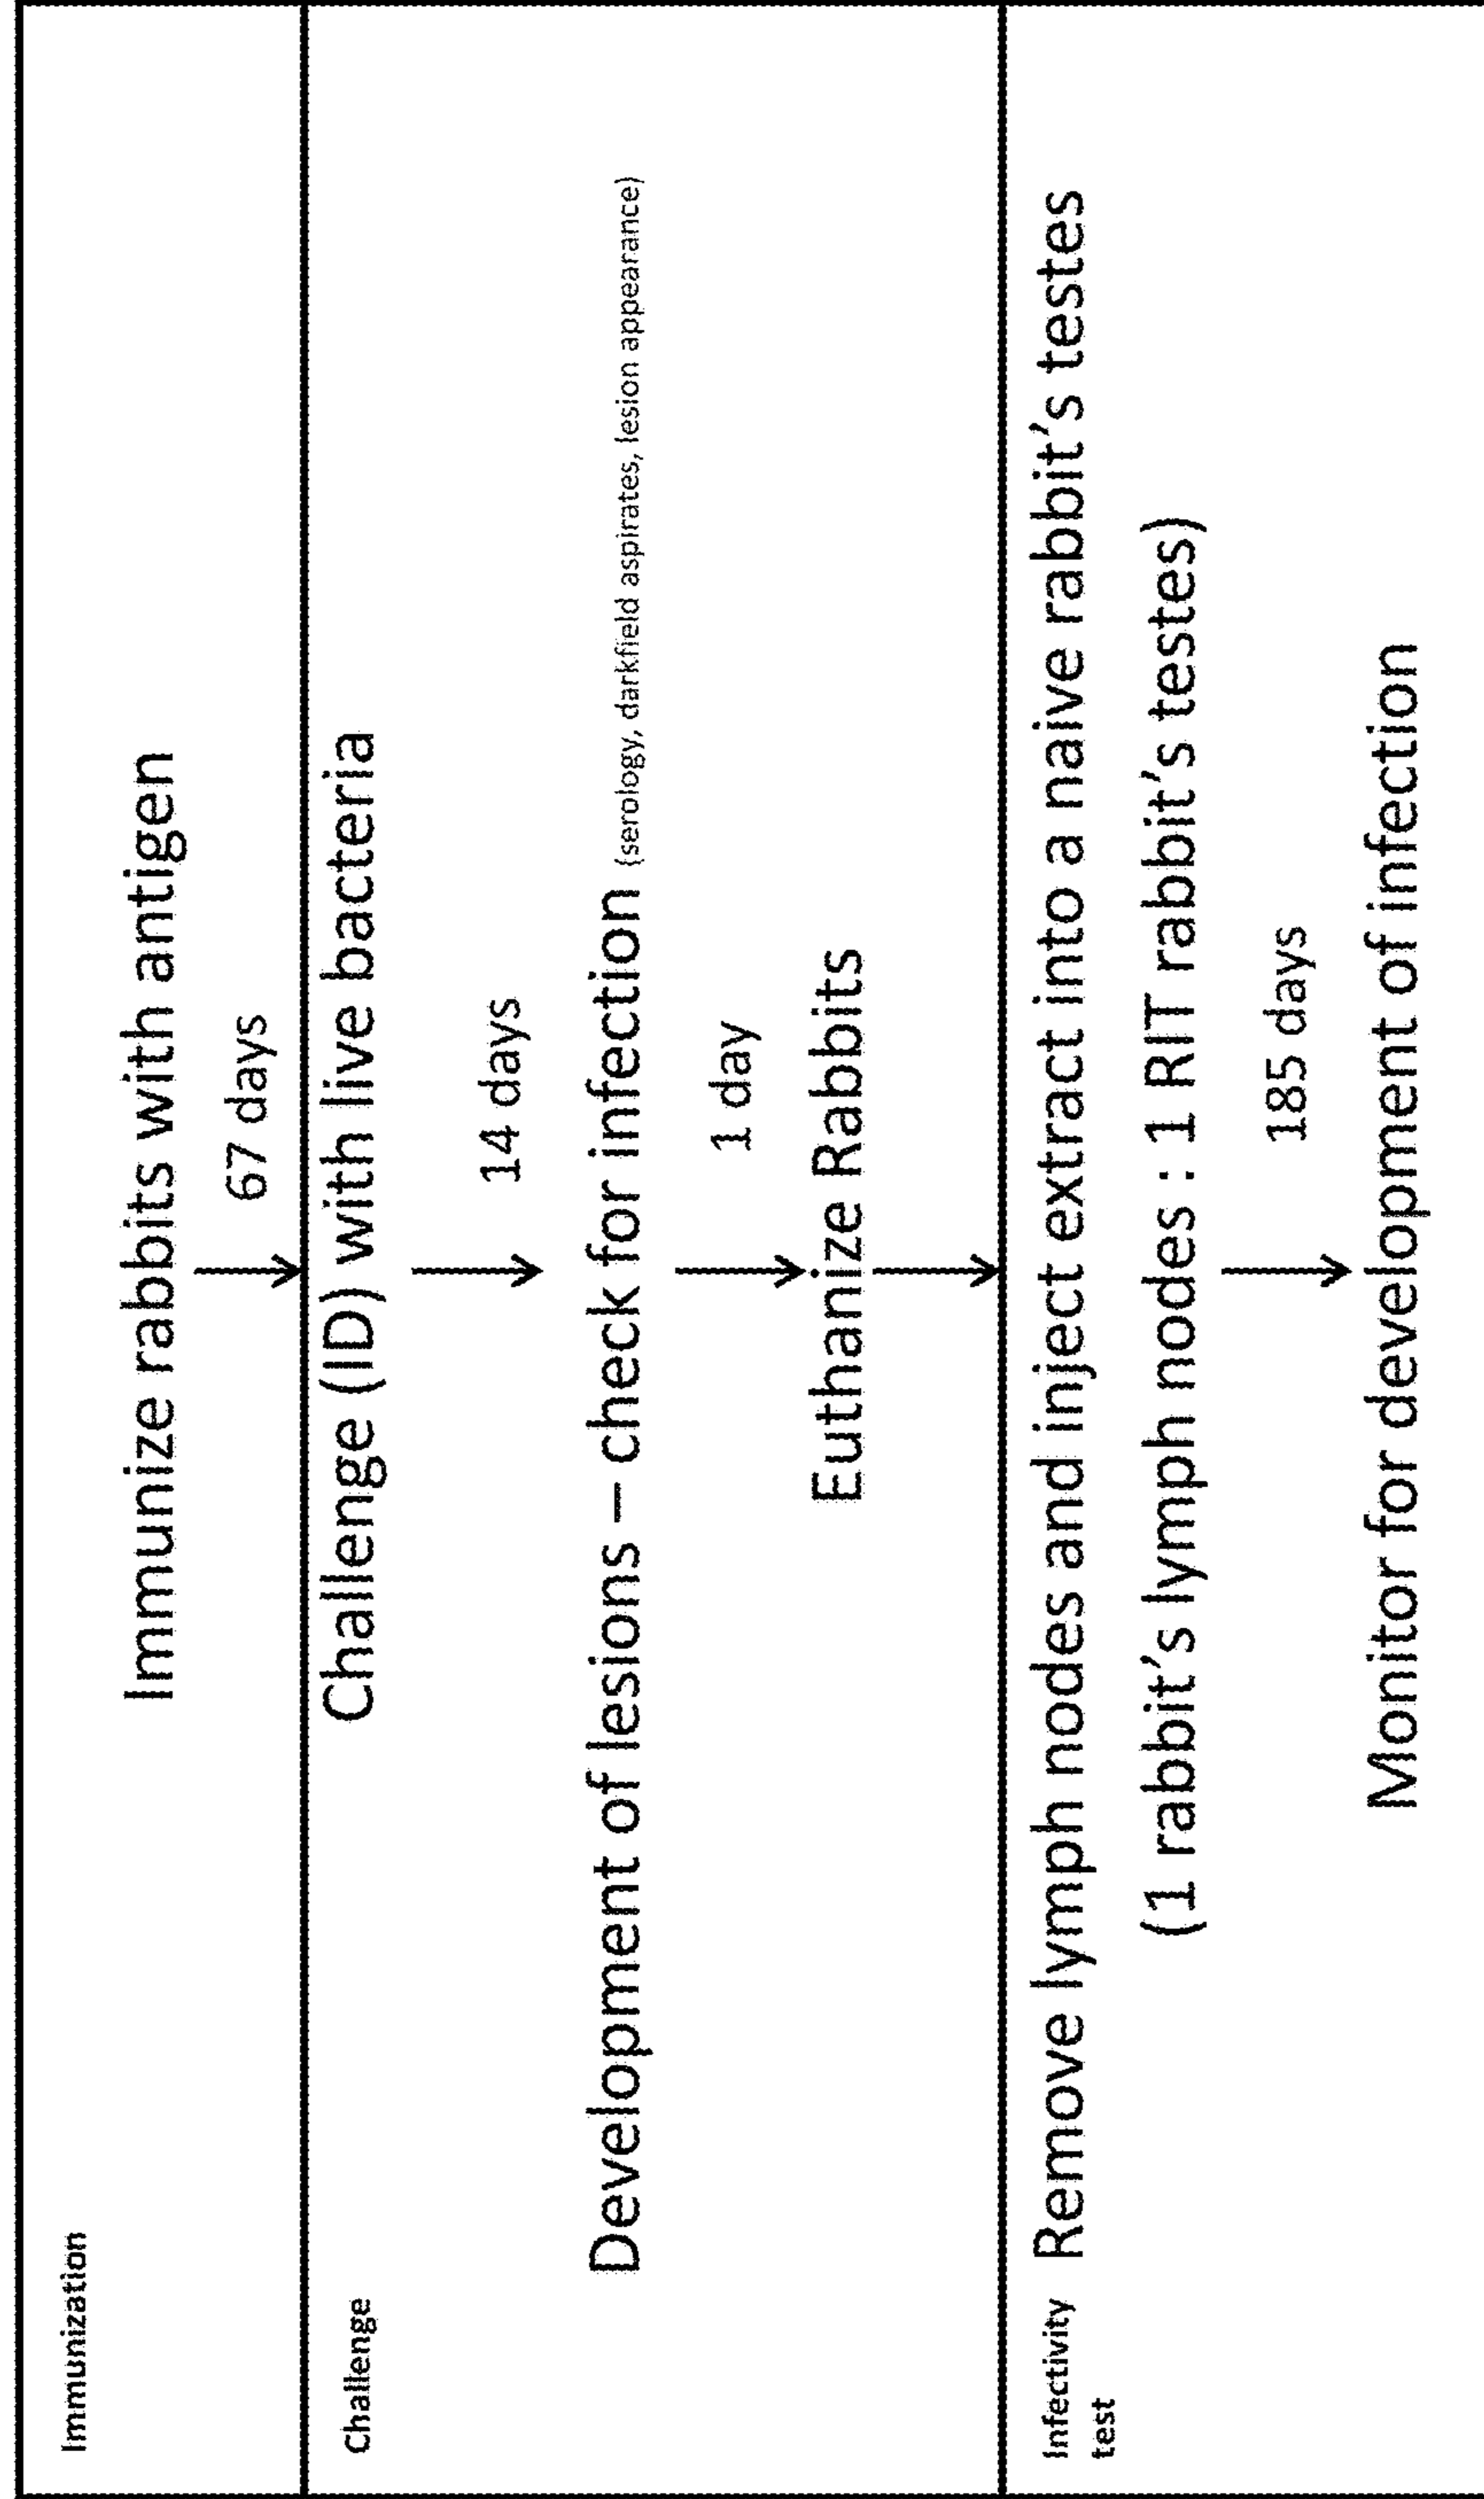 Immunization
Immunize rabbits with antigen
67 days
Challenge
Challenge (ID) with live bacteria
14 days
Development of lesions – check for infection (serology, darkfield aspirates, lesion appearance)
1 day
Euthanize Rabbits
Infectivity
test
Remove lymph nodes and inject extract into a naive rabbit's testes
(1 rabbit's lymph nodes : 1 RIT rabbit's testes)
185 days
Monitor for development of infection